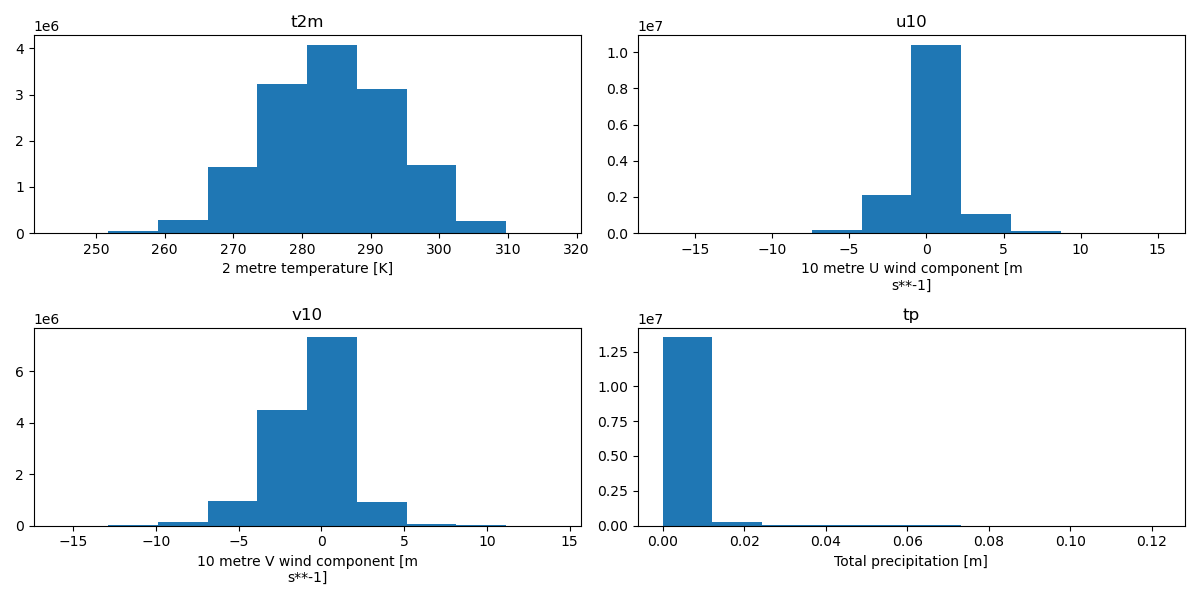 t2m
1e6
4
3
2
1
0
250 260 270 280 290 300 310 320
2 metre temperature [K]
u10
1e7
1.0
0.8
0.6
0.4
0.2
0.0
−15 −10 −5 0 5 10 15
10 metre U wind component [m
s**-1]
v10
1e6
6
4
2
0
−15 −10 −5 0 5 10 15
10 metre V wind component [m
s**-1]
tp
1e7
1.25
1.00
0.75
0.50
0.25
0.00
0.00 0.02 0.04 0.06 0.08 0.10 0.12
Total precipitation [m]